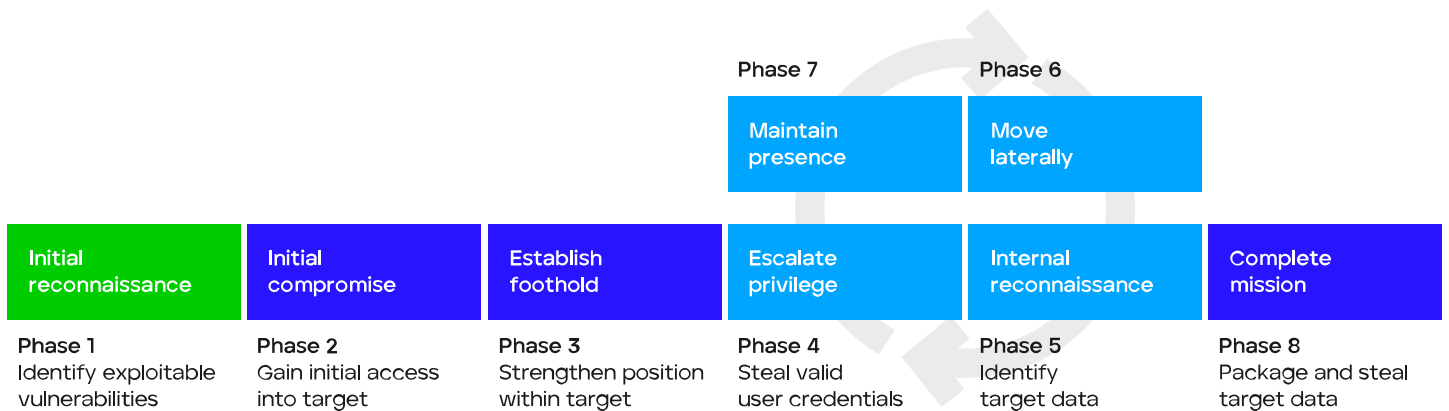 Phase 7
Phase 6
Maintain
presence
Move
laterally
Initial
reconnaissance
Initial
compromise
Establish
foothold
Escalate
privilege
Internal
reconnaissance
Complete
mission
Phase 1
Identify exploitable
vulnerabilities
Phase 2
Gain initial access
into target
Phase 3
Strengthen position
within target
Phase 4
Steal valid
user credentials
Phase 5
Identify
target data
Phase 8
Package and steal
target data